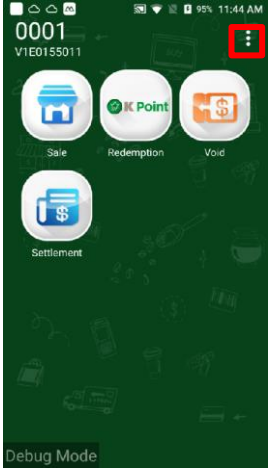 95% 11:44 AM
0001
V1E0155011
K Point
Sale
Redemption
Void
Settlement
Debug Mode